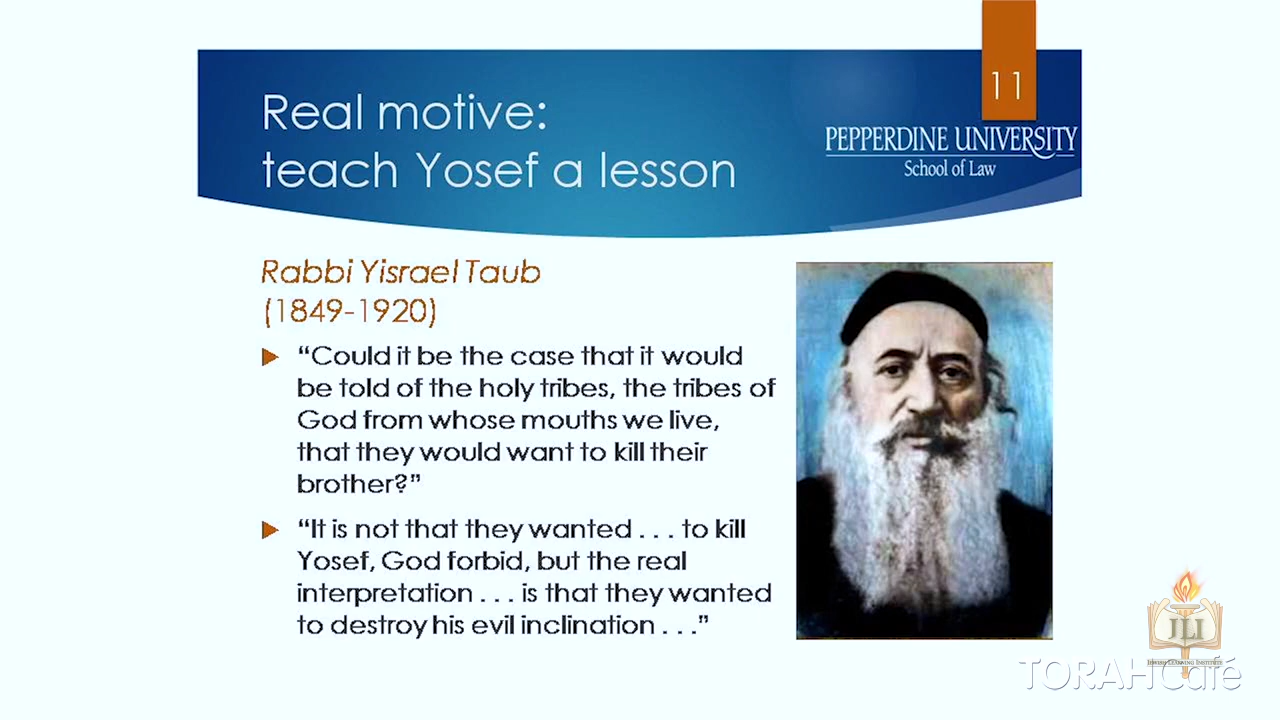 11
Real motive:
teach Yosef a lesson
PEPPERDINE UNIVERSITY
School of Law
Rabbi Yisrael Taub
(1849-1920)
“Could it be the case that it would
be told of the holy tribes, the tribes of
God from whose mouths we live,
that they would want to kill their
brother?”
“It is not that they wanted . . . to kill
Yosef, God forbid, but the real
interpretation . . . is that they wanted
to destroy his evil inclination . . .”
JLI
JEWISH LEARNING INSTITUTE
TORAHCafé